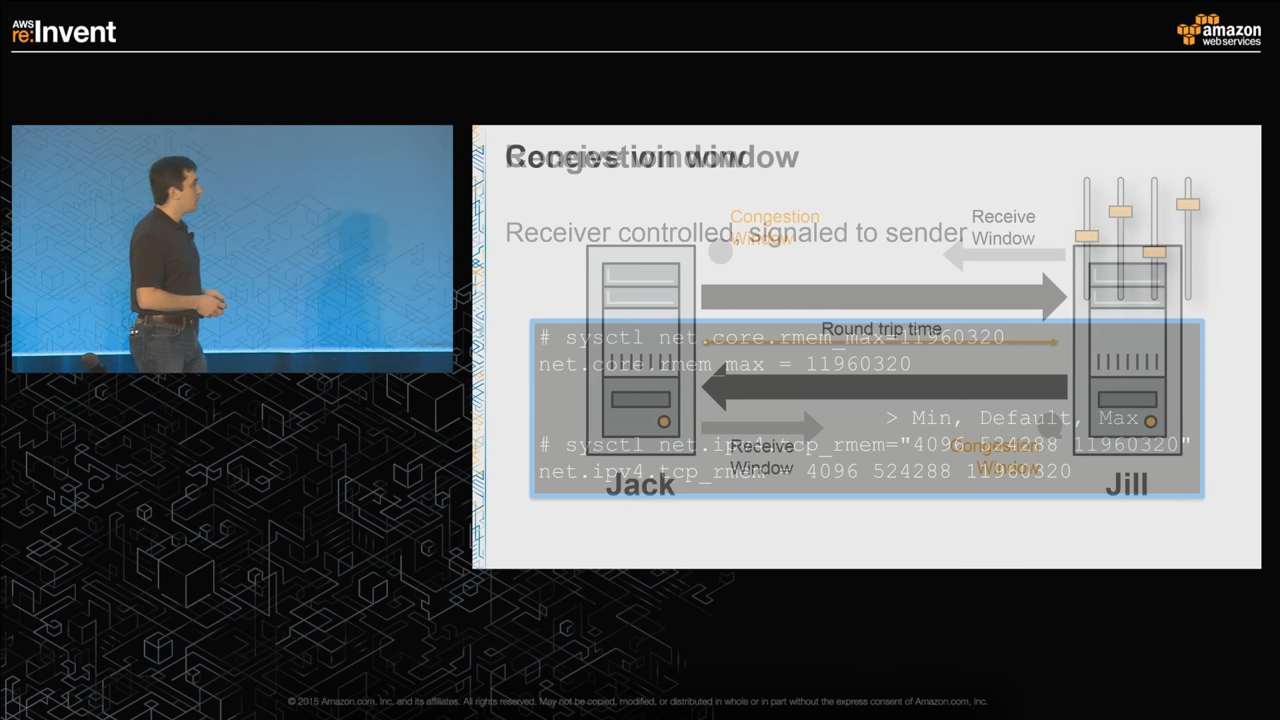 AWS
re:Invent
amazon
web services
Receive window
Congestion window
Receiver controlled, signaled to sender
Congestion
Window
Receive
Window
Round trip time
# sysctl net.core.rmem_max=11960320
net.core.rmem_max = 11960320
> Min, Default, Max
# sysctl net.ipv4.tcp_rmem="4096 524288 11960320"
net.ipv4.tcp_rmem = 4096 524288 11960320
Receive
Window
Congestion
Window
Jack
Jill
© 2015 Amazon.com, Inc. and its affiliates. All rights reserved. May not be copied, modified, or distributed in whole or in part without the express consent of Amazon.com, Inc.